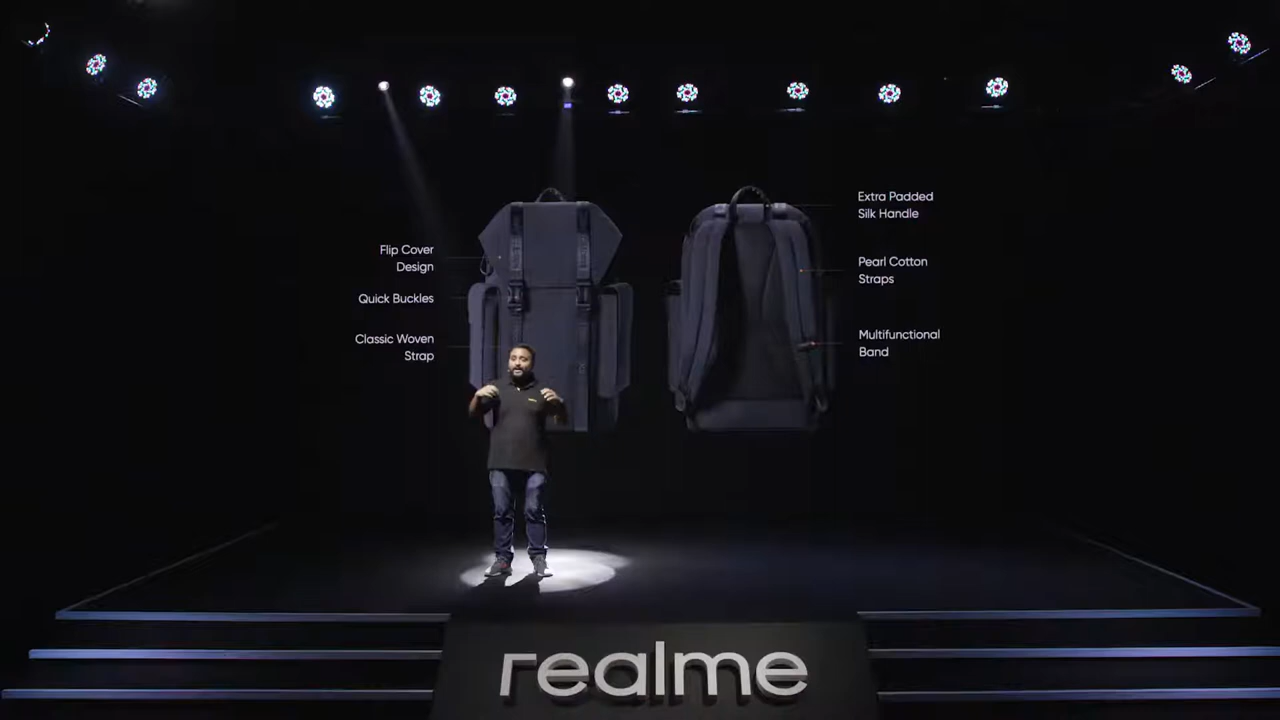 Extra Padded
Silk Handle
Flip Cover
Design
Pearl Cotton
Straps
Quick Buckles
Classic Woven
Strap
Multifunctional
Band
realme